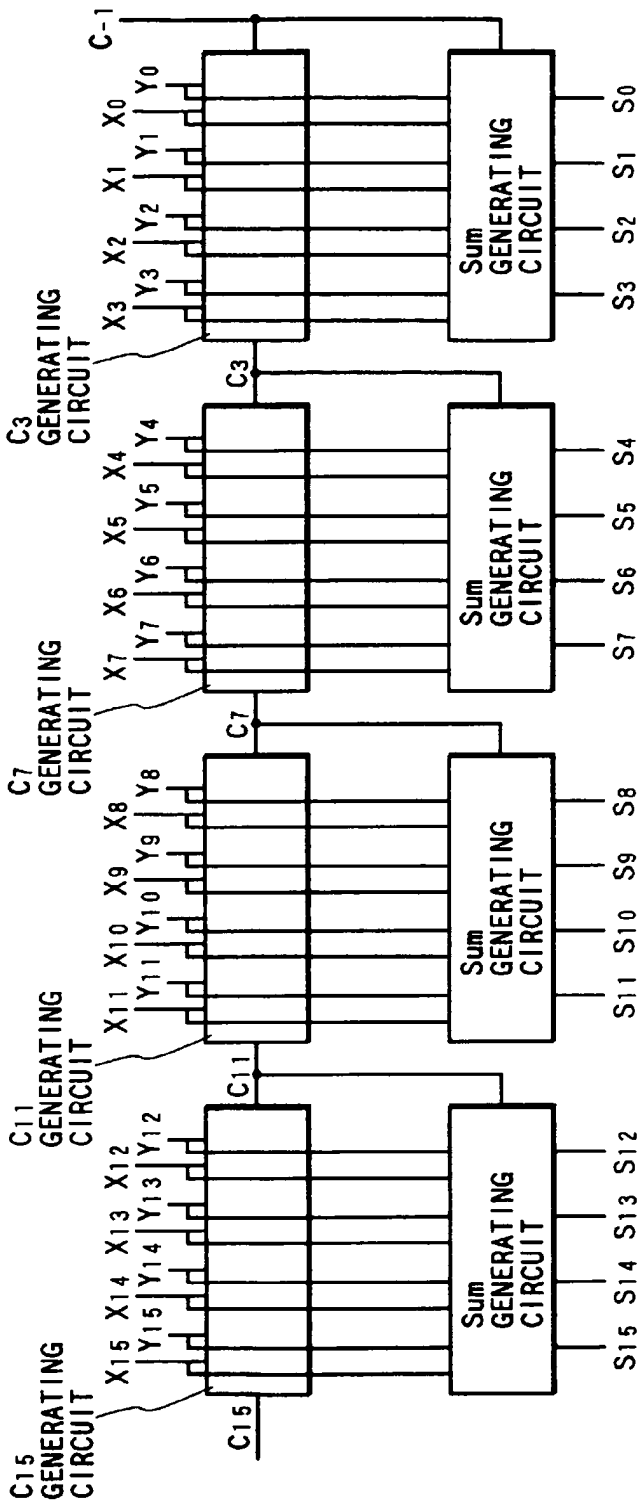 C15
GENERATING
CIRCUIT
C11
GENERATING
CIRCUIT
C7
GENERATING
CIRCUIT
C3
GENERATING
CIRCUIT
X15 Y15 X14 Y14 X13 Y13 X12 Y12
X11 Y11 X10 Y10 X9 Y9 X8 Y8
X7 Y7 X6 Y6 X5 Y5 X4 Y4
X3 Y3 X2 Y2 X1 Y1 X0 Y0
C-1
C15
C11
C7
C3
Sum
GENERATING
CIRCUIT
Sum
GENERATING
CIRCUIT
Sum
GENERATING
CIRCUIT
Sum
GENERATING
CIRCUIT
S15 S14 S13 S12
S11 S10 S9 S8
S7 S6 S5 S4
S3 S2 S1 S0